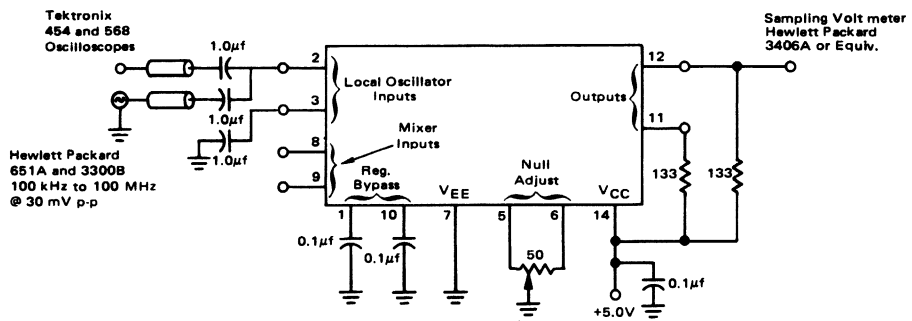 Tektronix
454 and 568
Oscilloscopes
Sampling Volt meter
Hewlett Packard
3406A or Equiv.
1.0μf
2
12
Local Oscillator
Inputs
Outputs
3
11
1.0μf
Mixer
Inputs
8
1.0μf
Hewlett Packard
651A and 3300B
100 kHz to 100 MHz
@ 30 mV p-p
9
Reg.
Bypass
VEE
Null
Adjust
VCC
133
133
1
10
7
5
6
14
0.1μf
0.1μf
50
0.1μf
+5.0V